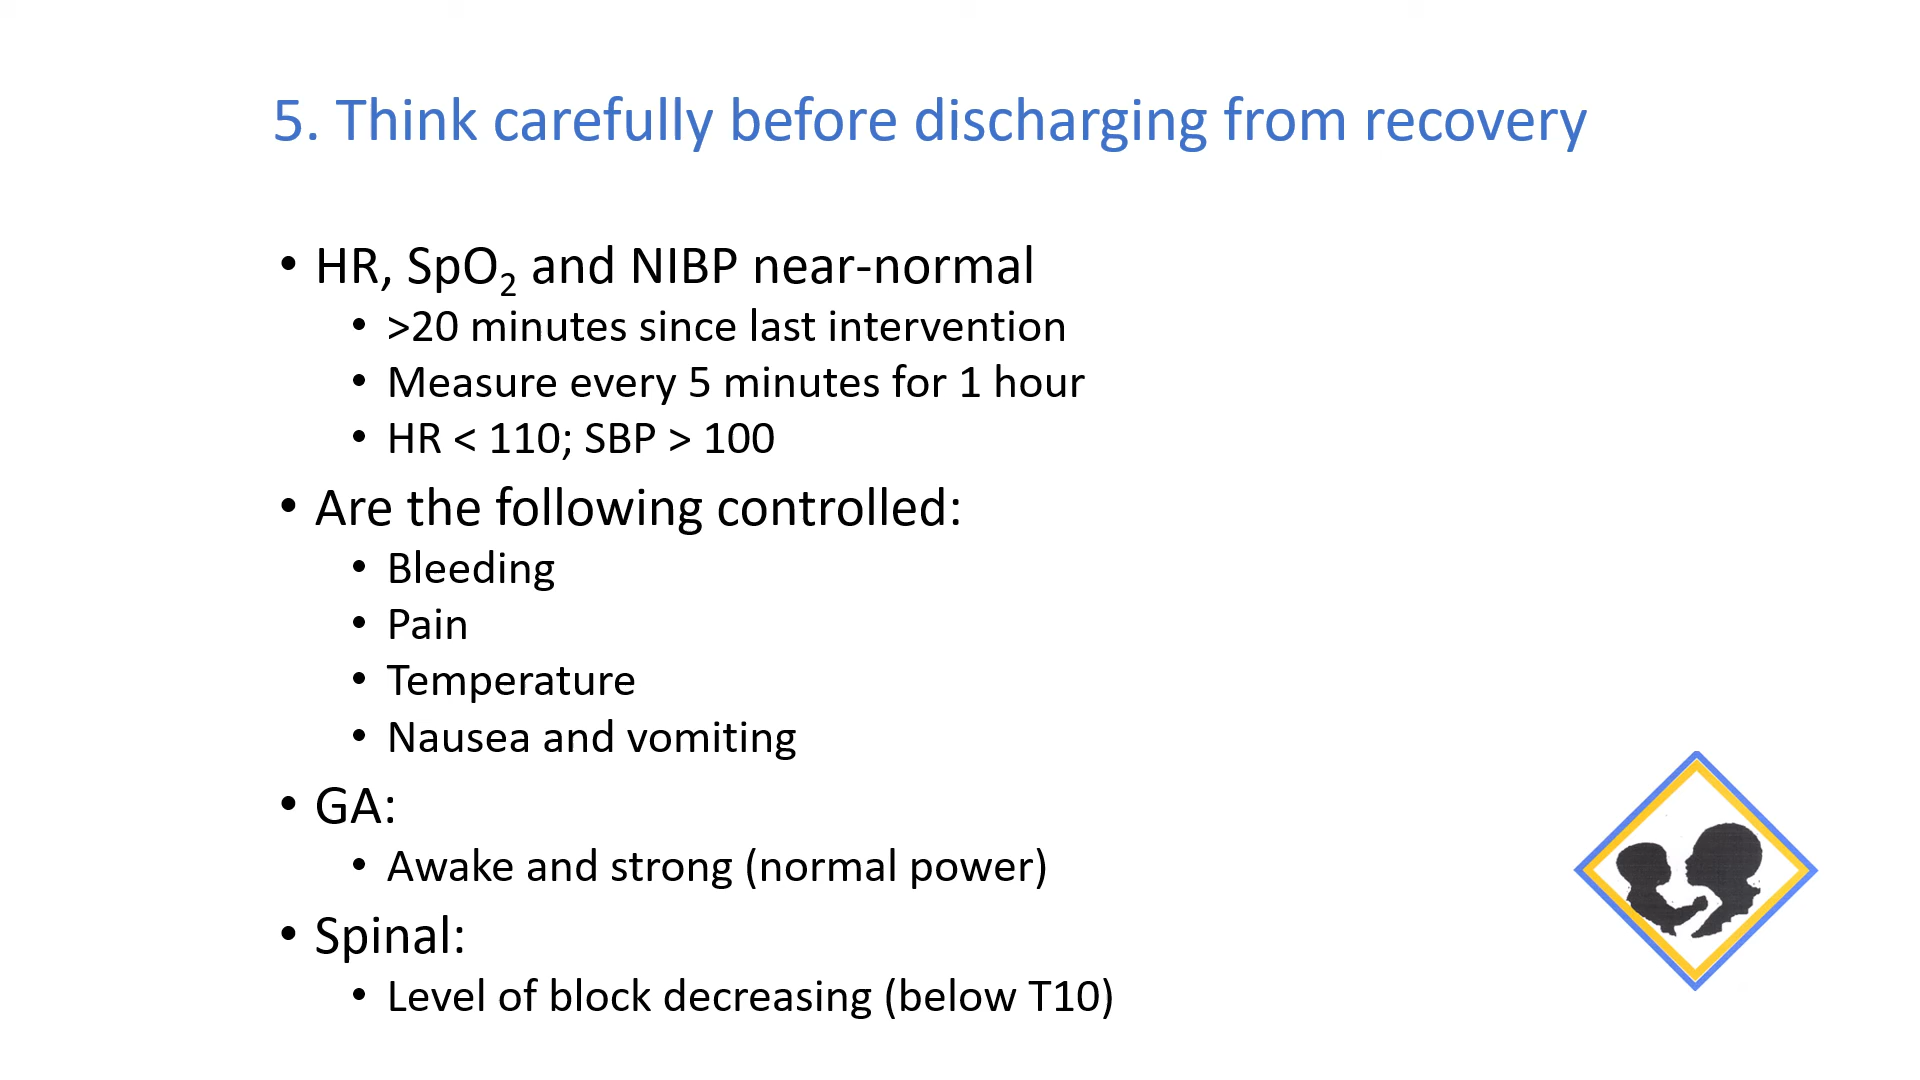 5. Think carefully before discharging from recovery
• HR, SpO₂ and NIBP near-normal
• >20 minutes since last intervention
• Measure every 5 minutes for 1 hour
• HR < 110; SBP > 100
• Are the following controlled:
• Bleeding
• Pain
• Temperature
• Nausea and vomiting
• GA:
• Awake and strong (normal power)
• Spinal:
• Level of block decreasing (below T10)